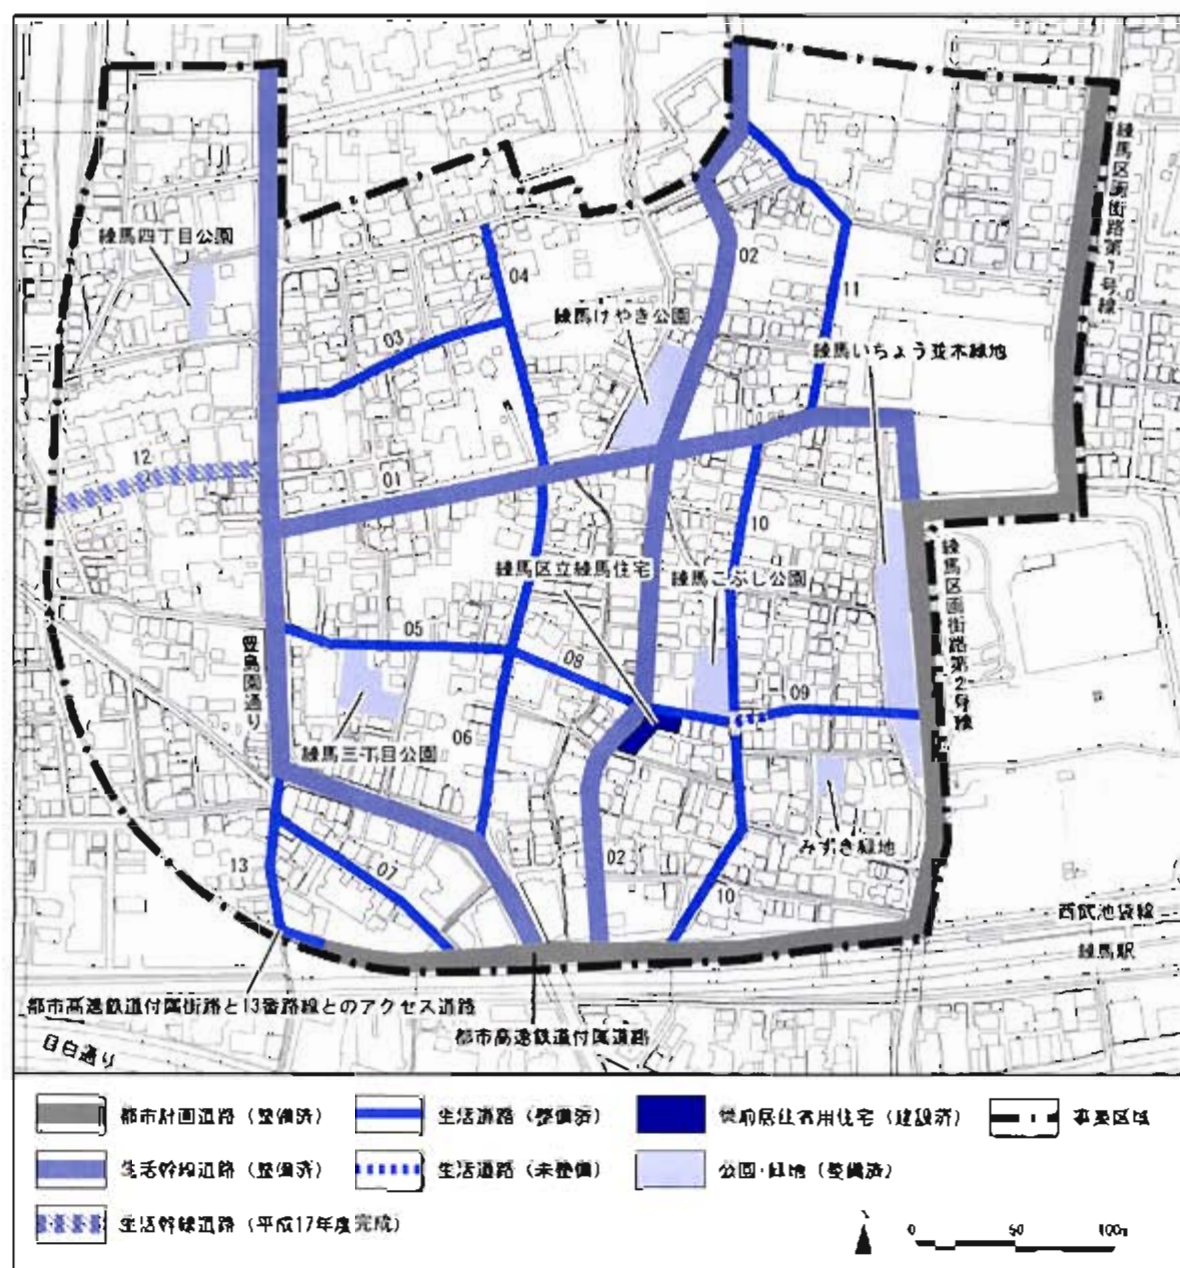 練馬区画街路第1号線
練馬四丁目公園
04
02
11
練馬けやき公園
03
練馬いちょう並木緑地
12
01
10
練馬区立練馬住宅
練馬こぶし公園
練馬区画街路第2号線
05
豊島園通り
08
09
06
練馬三丁目公園
みずき緑地
02
13
07
10
西武池袋線
練馬駅
都市高速鉄道付属街路と13番路線とのアクセス道路
都市高速鉄道付属道路
目白通り
都市計画道路（整備済）
生活道路（整備済）
従前居住者用住宅（建設済）
事業区域
生活幹線道路（整備済）
生活道路（未整備）
公園・緑地（整備済）
生活幹線道路（平成17年度完成）
0 50 100m